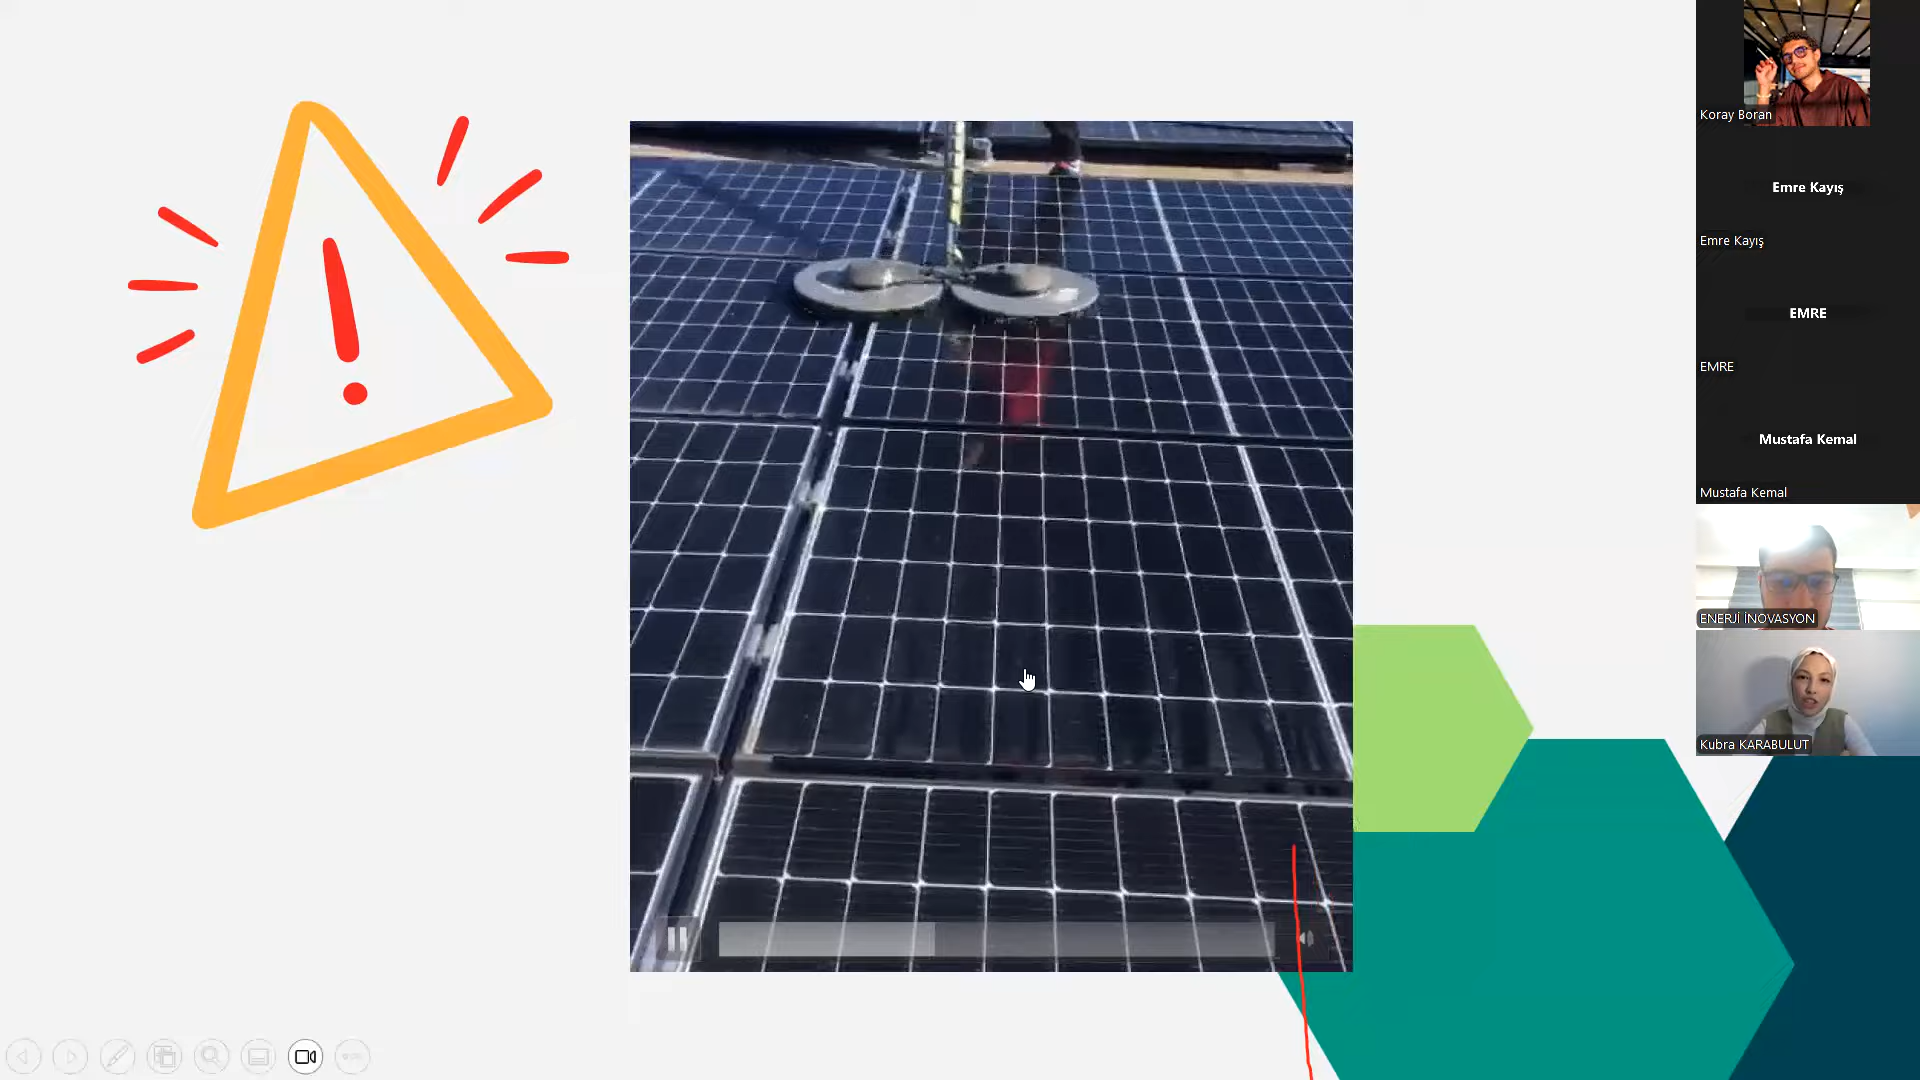 Koray Boran
Emre Kayış
Emre Kayış
EMRE
EMRE
Mustafa Kemal
Mustafa Kemal
ENERJİ İNOVASYON
Kubra KARABULUT